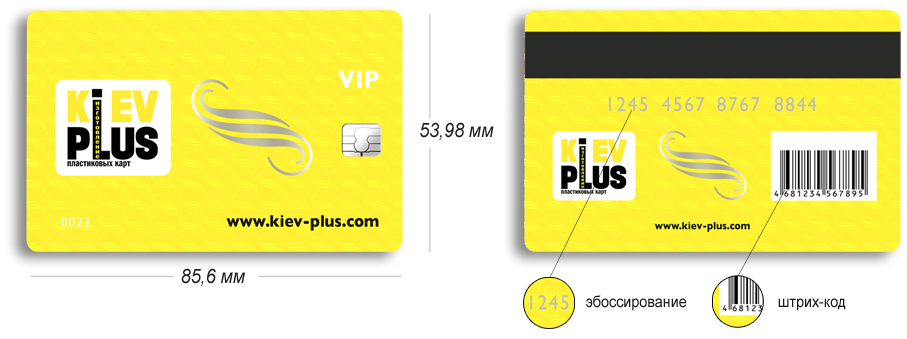 VIP
KiEV
изготовление
PLUS
пластиковых карт
0023
www.kiev-plus.com
85,6 мм
53,98 мм
1245 4567 8767 8844
KiEV
изготовление
PLUS
пластиковых карт
4 681234 567895
www.kiev-plus.com
1245
эбоссирование
4 68123
штрих-код